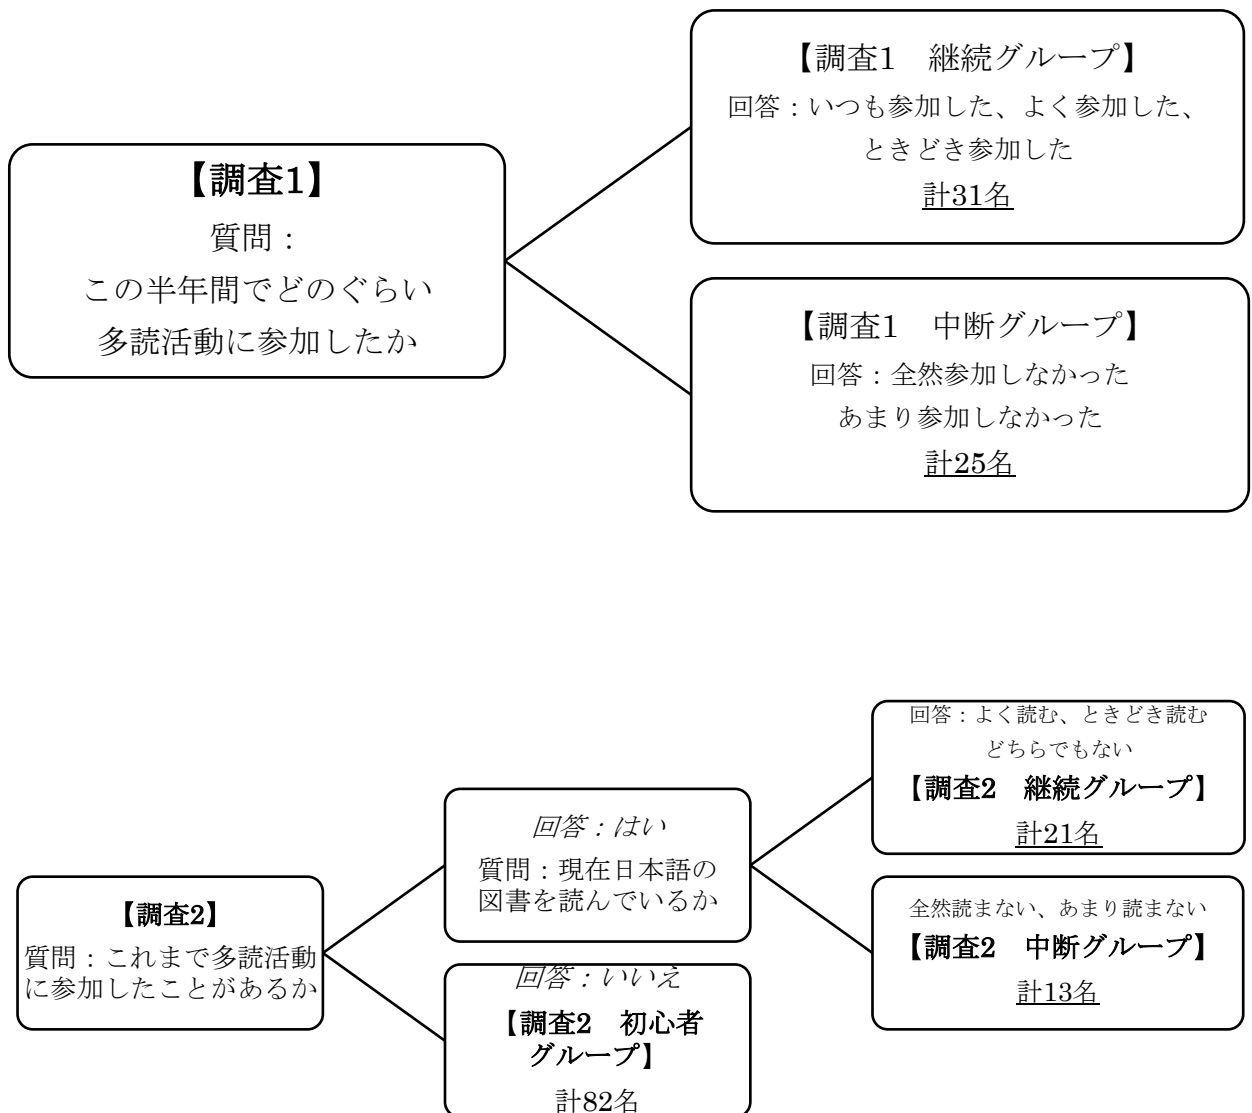 【調査1】
質問：
この半年間でどのぐらい
多読活動に参加したか
【調査1　継続グループ】
回答：いつも参加した、よく参加した、
ときどき参加した
計31名
【調査1　中断グループ】
回答：全然参加しなかった
あまり参加しなかった
計25名
【調査2】
質問：これまで多読活動
に参加したことがあるか
回答：はい
質問：現在日本語の
図書を読んでいるか
回答：いいえ
【調査2　初心者
グループ】
計82名
回答：よく読む、ときどき読む
どちらでもない
【調査2　継続グループ】
計21名
全然読まない、あまり読まない
【調査2　中断グループ】
計13名